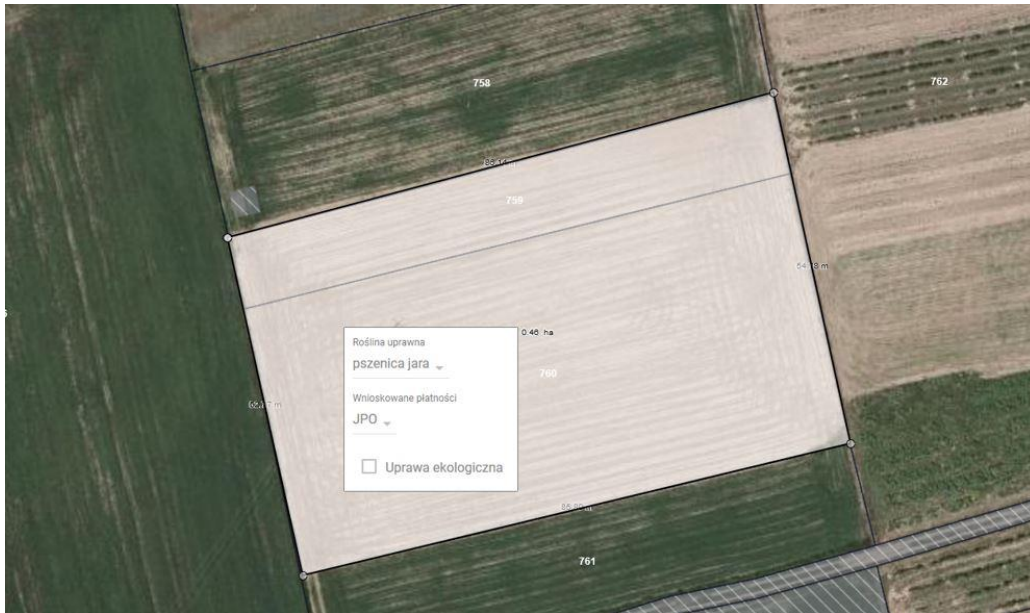 758
762
759
0.46 ha
Roślina uprawna
pszenica jara
760
Wnioskowane płatności
JPO
Uprawa ekologiczna
761